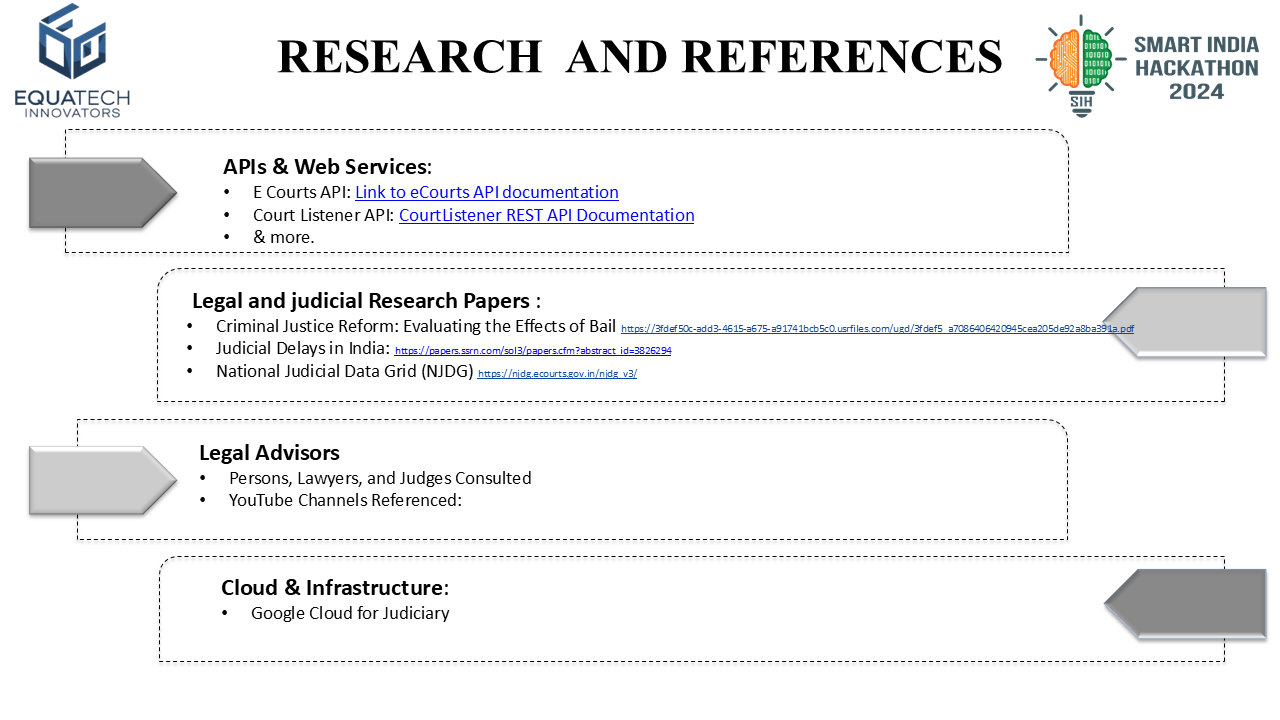 EQUATECH
INNOVATORS
RESEARCH AND REFERENCES
SIH
SMART INDIA
HACKATHON
2024
APIs & Web Services:
• E Courts API: Link to eCourts API documentation
• Court Listener API: CourtListener REST API Documentation
• & more.
Legal and judicial Research Papers :
• Criminal Justice Reform: Evaluating the Effects of Bail https://3fdef50c-add3-4615-a675-a91741bcb5c0.usrfiles.com/ugd/3fdef5_a7086406420945cea205de92a8ba391a.pdf
• Judicial Delays in India: https://papers.ssrn.com/sol3/papers.cfm?abstract_id=3826294
• National Judicial Data Grid (NJDG) https://njdg.ecourts.gov.in/njdg_v3/
Legal Advisors
• Persons, Lawyers, and Judges Consulted
• YouTube Channels Referenced:
Cloud & Infrastructure:
• Google Cloud for Judiciary